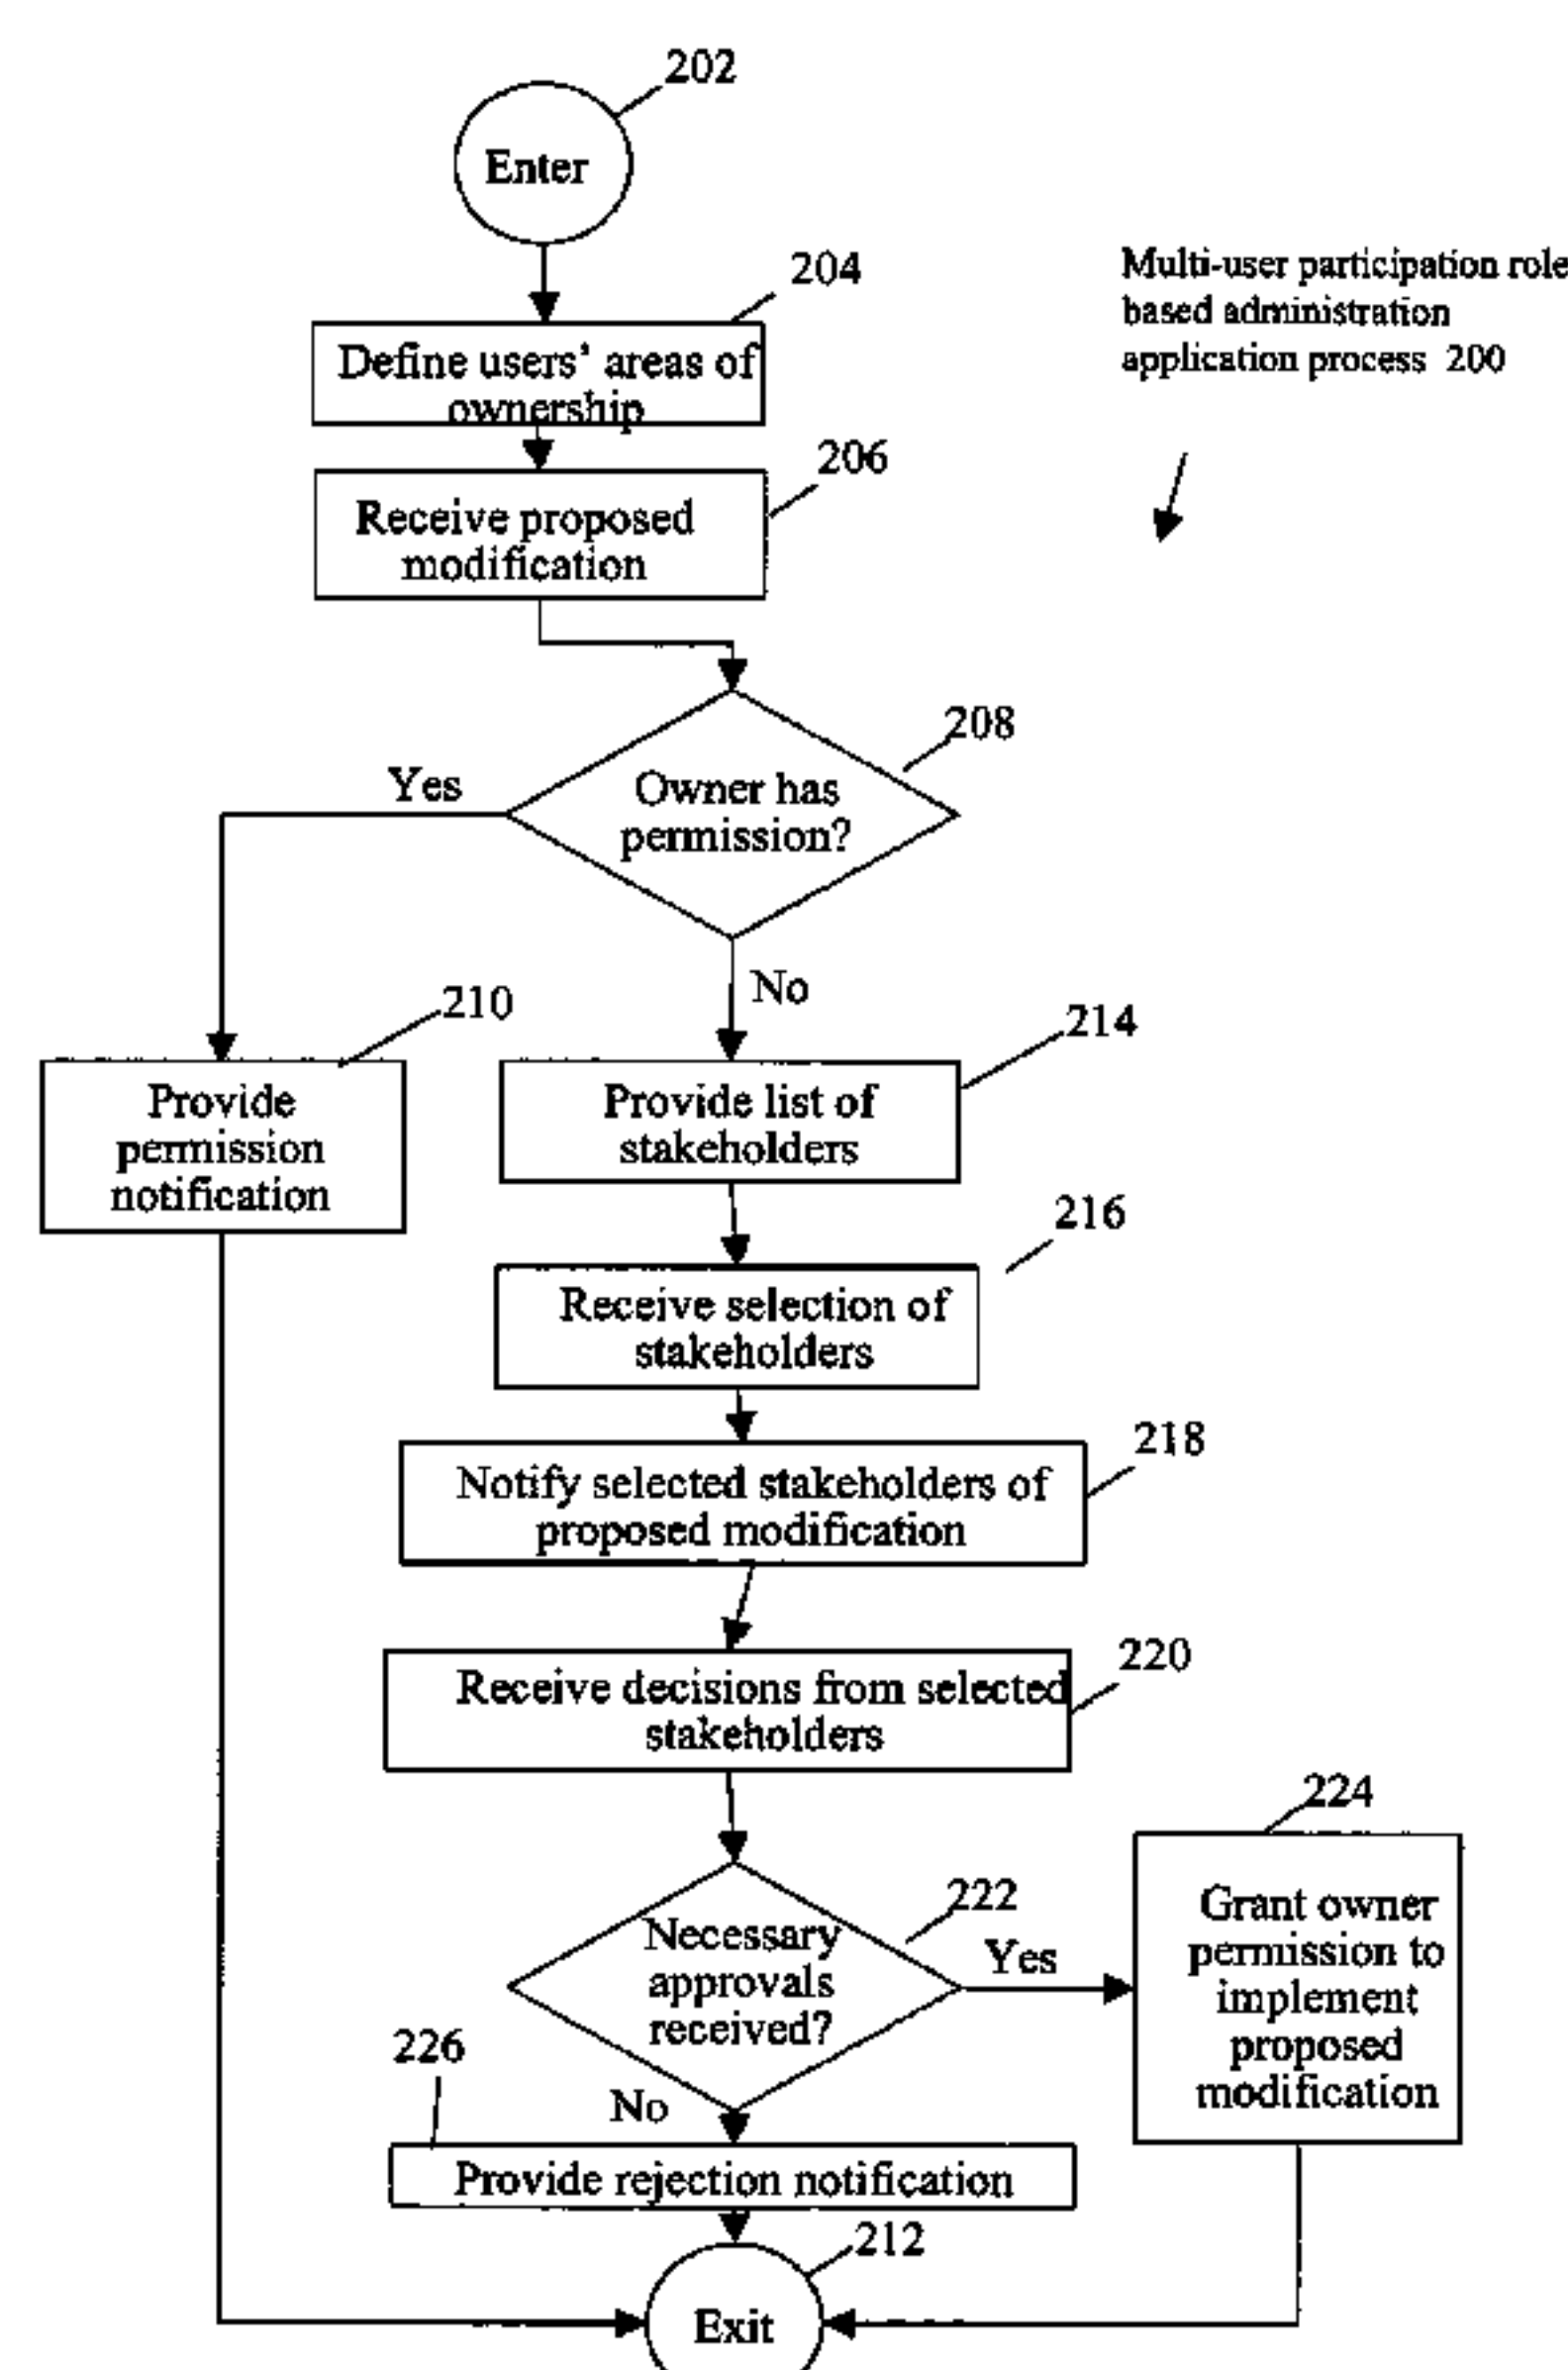 202
Enter
204
Multi-user participation role
based administration
application process 200
Define users' areas of
ownership
206
Receive proposed
modification
208
Owner has
permission?
Yes
No
210
214
Provide
permission
notification
Provide list of
stakeholders
216
Receive selection of
stakeholders
218
Notify selected stakeholders of
proposed modification
220
Receive decisions from selected
stakeholders
224
222
Necessary
approvals
received?
Yes
Grant owner
permission to
implement
proposed
modification
226
No
Provide rejection notification
212
Exit